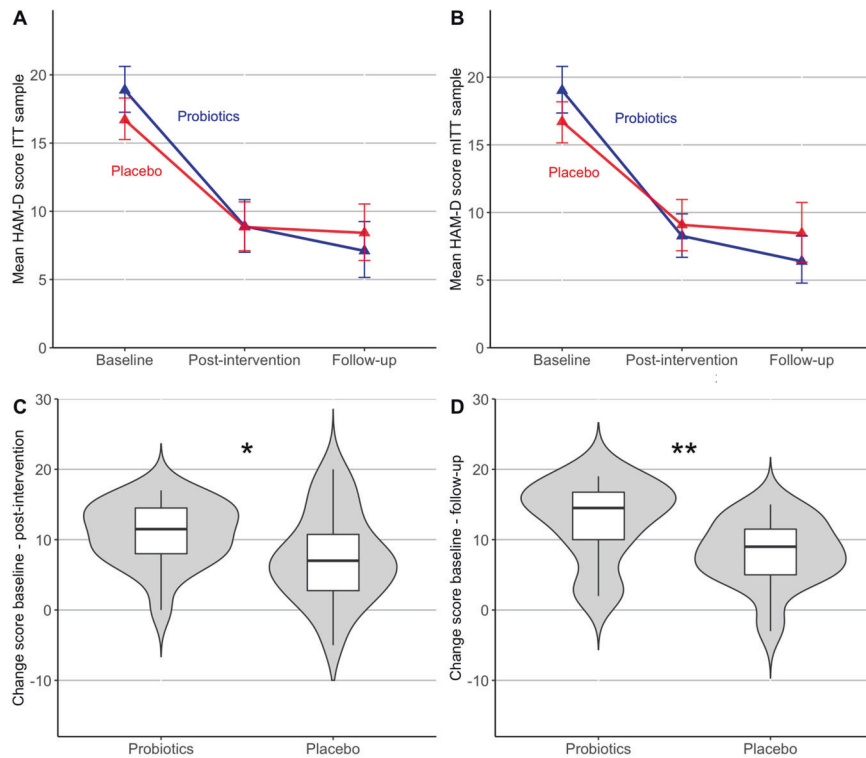 A
Mean HAM-D score ITT sample
20
15
10
5
0
Probiotics
Placebo
Baseline Post-intervention Follow-up
B
Mean HAM-D score mITT sample
20
15
10
5
0
Probiotics
Placebo
Baseline Post-intervention Follow-up
:
C
Change score baseline - post-intervention
30
20
10
0
-10
*
Probiotics Placebo
D
Change score baseline - follow-up
30
20
10
0
-10
**
Probiotics Placebo